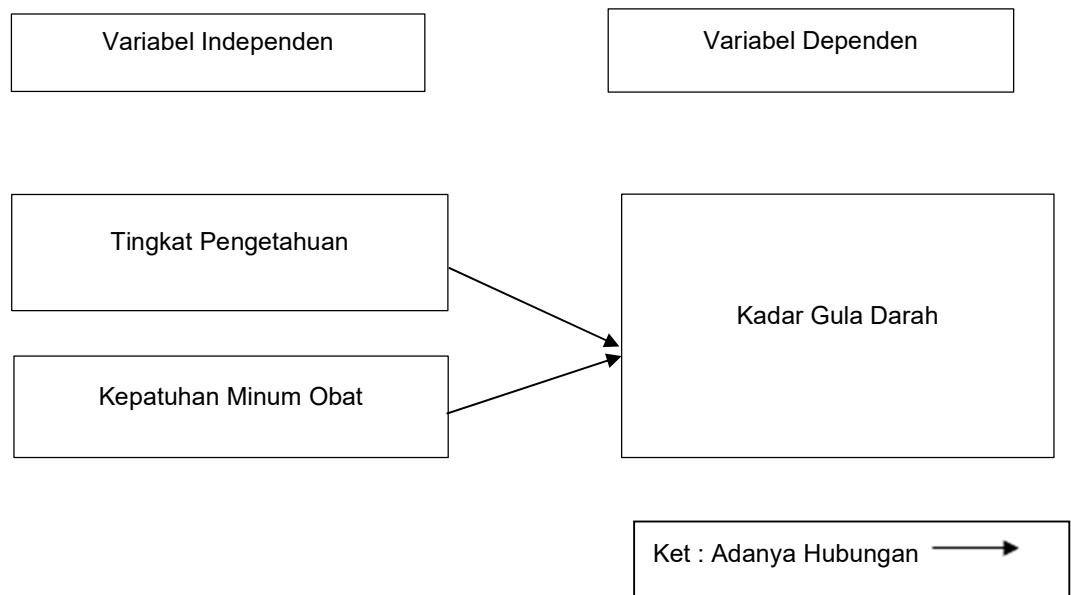 Variabel Independen
Variabel Dependen
Tingkat Pengetahuan
Kepatuhan Minum Obat
Kadar Gula Darah
Ket : Adanya Hubungan